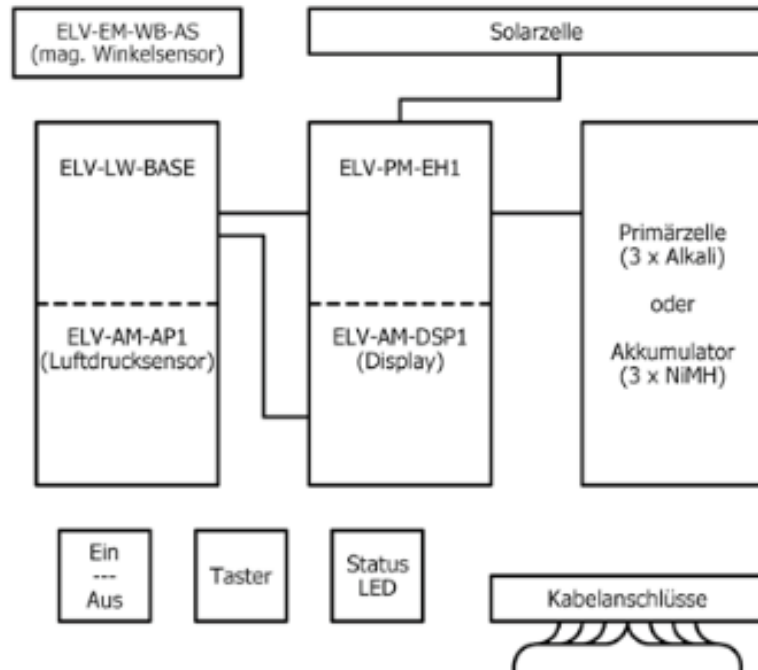 ELV-EM-WB-AS
(mag. Winkelsensor)
Solarzelle
ELV-LW-BASE
ELV-AM-AP1
(Luftdrucksensor)
ELV-PM-EH1
ELV-AM-DSP1
(Display)
Primärzelle
(3 x Alkali)
oder
Akkumulator
(3 x NiMH)
Ein
---
Aus
Taster
Status
LED
Kabelanschlüsse